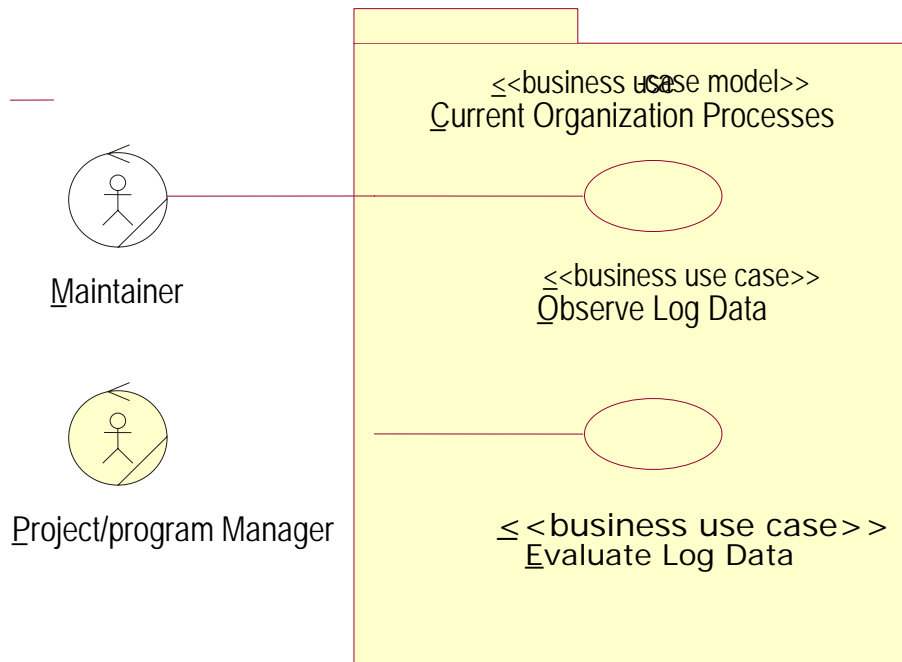 <<business use-case model>>
Current Organization Processes
Maintainer
<<business use case>>
Observe Log Data
Project/program Manager
<<business use case>>
Evaluate Log Data